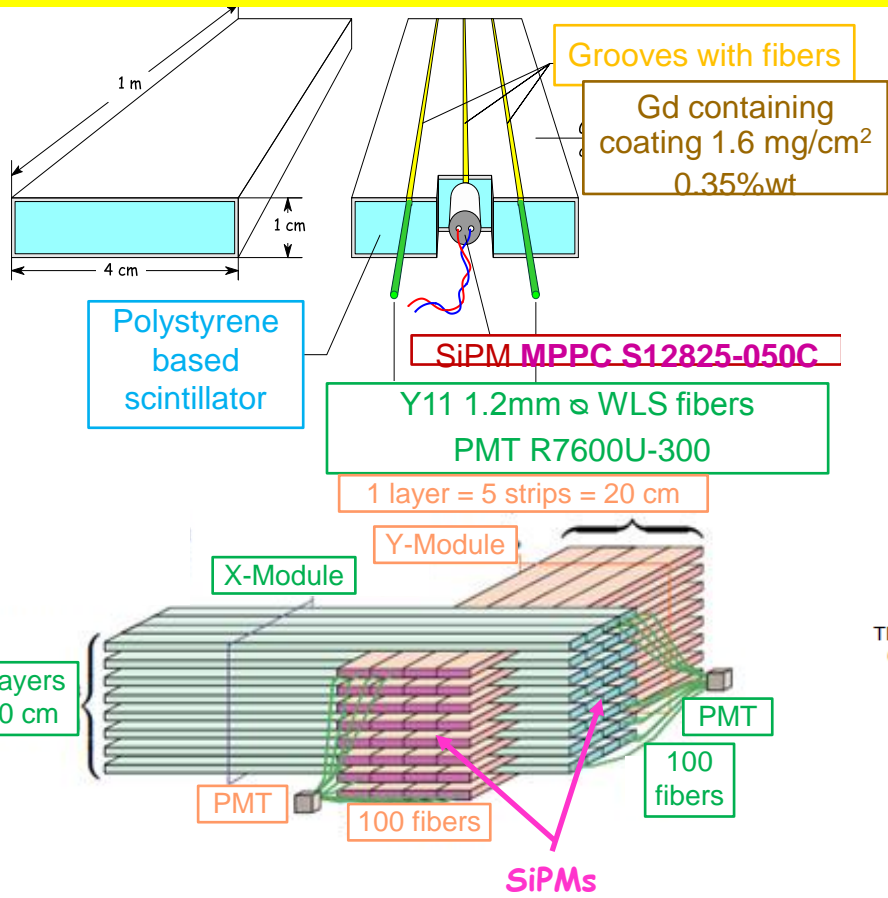 1 m
1 cm
4 cm
Grooves with fibers
Gd containing
coating 1.6 mg/cm²
0.35%wt
Polystyrene
based
scintillator
SiPM MPPC S12825-050C
Y11 1.2mm ⌀ WLS fibers
PMT R7600U-300
1 layer = 5 strips = 20 cm
Y-Module
X-Module
ayers
0 cm
PMT
100
fibers
PMT
100 fibers
SiPMs